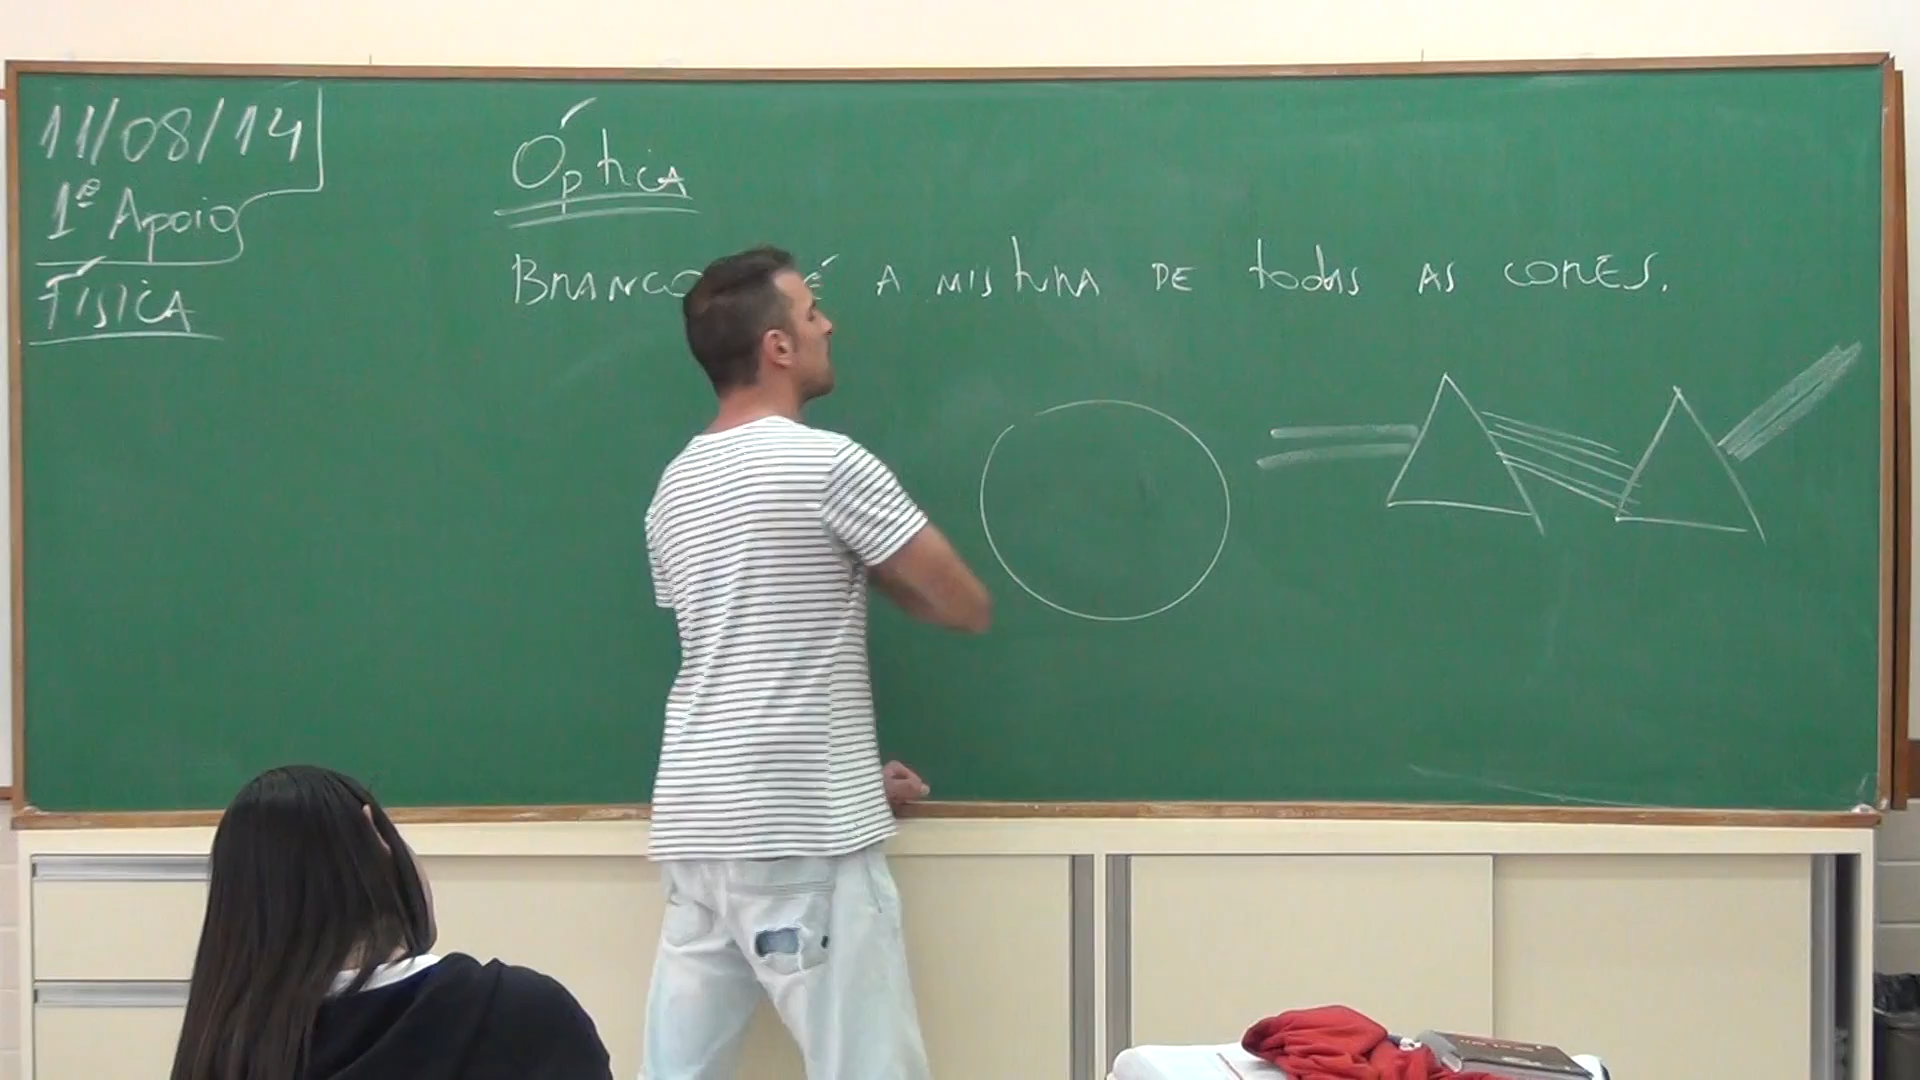 11/08/14
1º Apoio
Física
Óptica
Branco é a mistura de todas as cores.